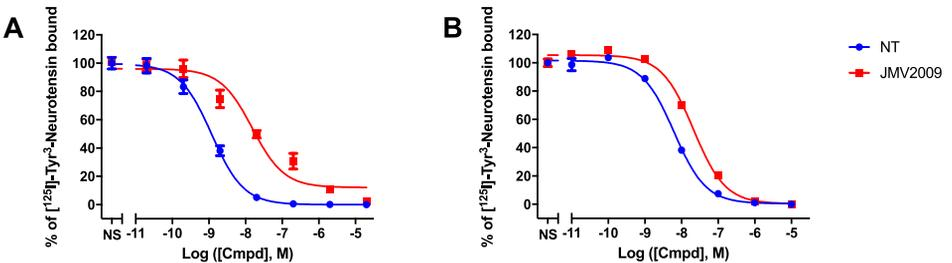 A
% of [¹²⁵I]-Tyr³-Neurotensin bound
120
100
80
60
40
20
0
NS -11 -10 -9 -8 -7 -6 -5
Log ([Cmpd], M)
B
% of [¹²⁵I]-Tyr³-Neurotensin bound
120
100
80
60
40
20
0
NS -11 -10 -9 -8 -7 -6 -5
Log ([Cmpd], M)
NT
JMV2009